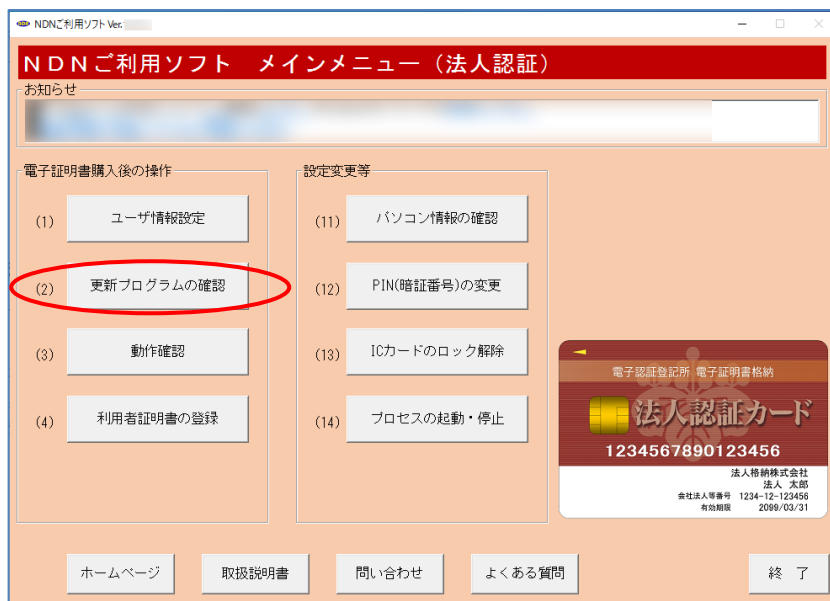 NDNご利用ソフト Ver.
NDNご利用ソフト メインメニュー（法人認証）
お知らせ
電子証明書購入後の操作
(1) ユーザ情報設定
(2) 更新プログラムの確認
(3) 動作確認
(4) 利用者証明書の登録
設定変更等
(11) パソコン情報の確認
(12) PIN(暗証番号)の変更
(13) ICカードのロック解除
(14) プロセスの起動・停止
電子認証登記所 電子証明書格納
法人認証カード
1234567890123456
法人格納株式会社
法人 太郎
会社法人等番号 1234-12-123456
有効期限 2099/03/31
ホームページ
取扱説明書
問い合わせ
よくある質問
終 了